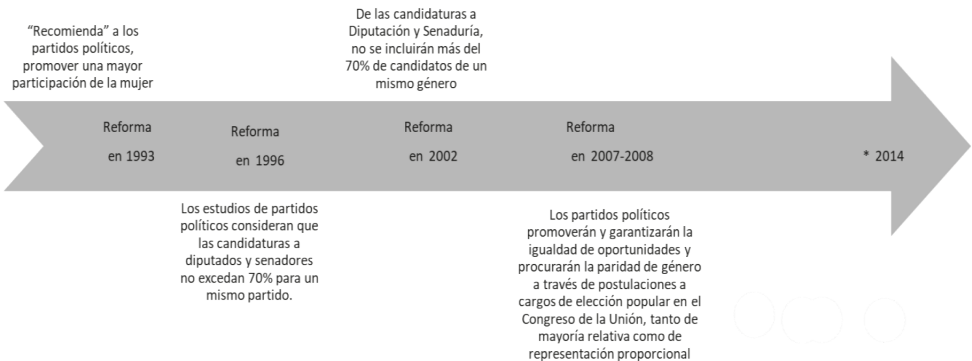 “Recomienda” a los
partidos políticos,
promover una mayor
participación de la mujer
De las candidaturas a
Diputación y Senaduría,
no se incluirán más del
70% de candidatos de un
mismo género
Reforma
en 1993
Reforma
en 1996
Reforma
en 2002
Reforma
en 2007-2008
* 2014
Los estudios de partidos
políticos consideran que
las candidaturas a
diputados y senadores
no excedan 70% para un
mismo partido.
Los partidos políticos
promoverán y garantizarán la
igualdad de oportunidades y
procurarán la paridad de género
a través de postulaciones a
cargos de elección popular en el
Congreso de la Unión, tanto de
mayoría relativa como de
representación proporcional